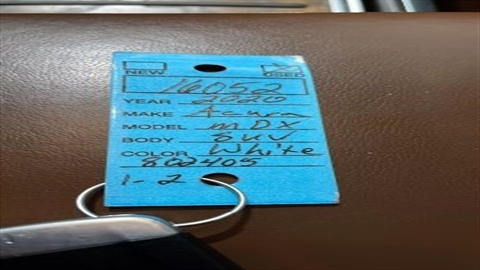 NEW USED
16052
YEAR 2020
MAKE Acura
MODEL MDX
BODY SUV
COLOR White
802405
1-2